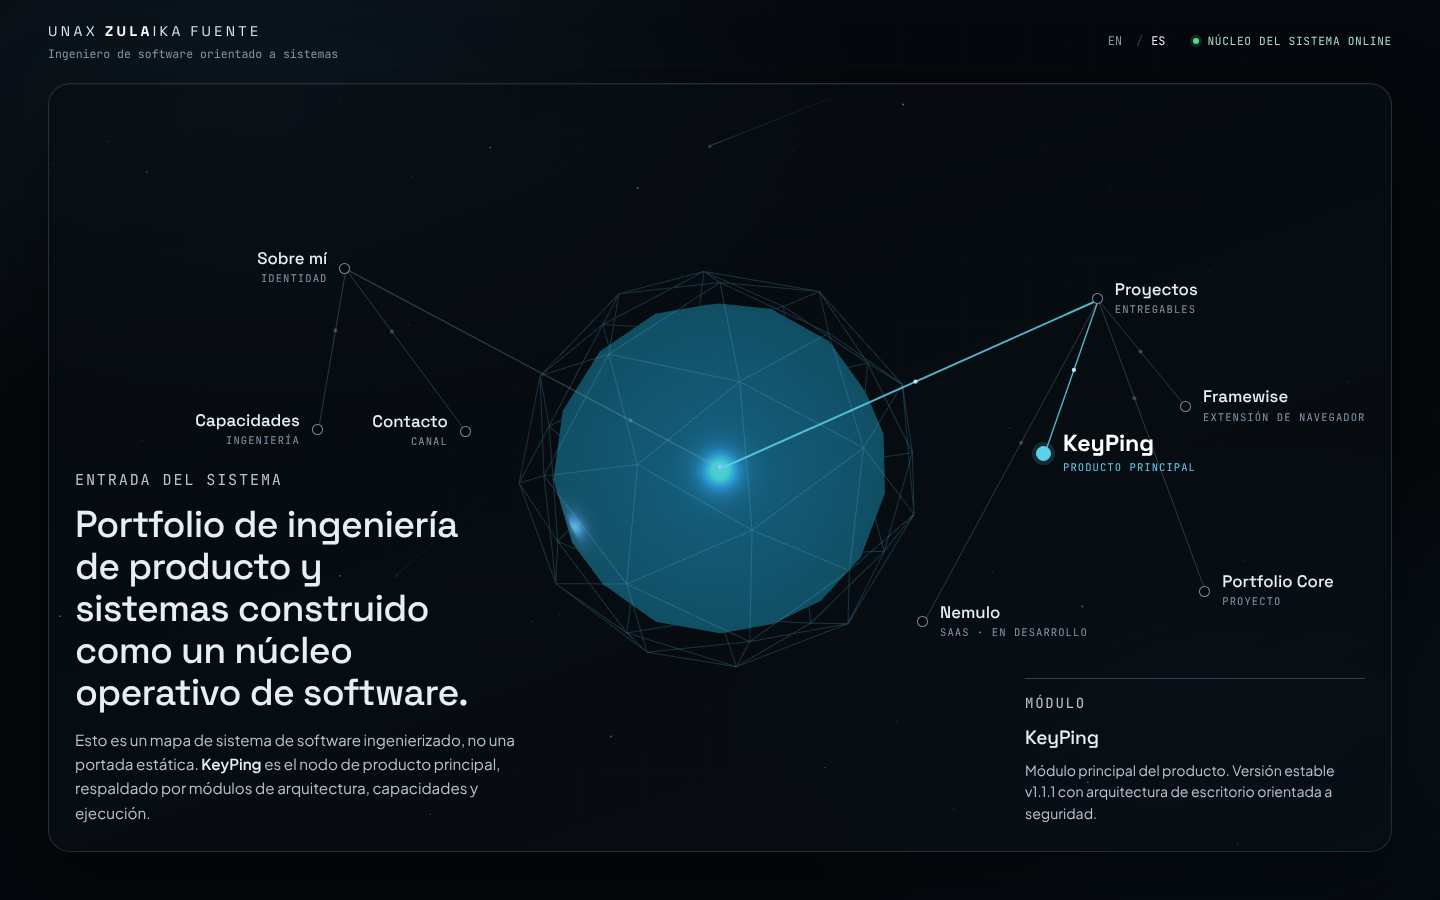 UNAX ZULAIKA FUENTE
Ingeniero de software orientado a sistemas
EN / ES
NÚCLEO DEL SISTEMA ONLINE
Sobre mí
IDENTIDAD
Capacidades
INGENIERÍA
Contacto
CANAL
Proyectos
ENTREGABLES
Framewise
EXTENSIÓN DE NAVEGADOR
KeyPing
PRODUCTO PRINCIPAL
Portfolio Core
PROYECTO
Nemulo
SAAS · EN DESARROLLO
ENTRADA DEL SISTEMA
Portfolio de ingeniería
de producto y
sistemas construido
como un núcleo
operativo de software.
Esto es un mapa de sistema de software ingenierizado, no una
portada estática. KeyPing es el nodo de producto principal,
respaldado por módulos de arquitectura, capacidades y
ejecución.
MÓDULO
KeyPing
Módulo principal del producto. Versión estable
v1.1.1 con arquitectura de escritorio orientada a
seguridad.